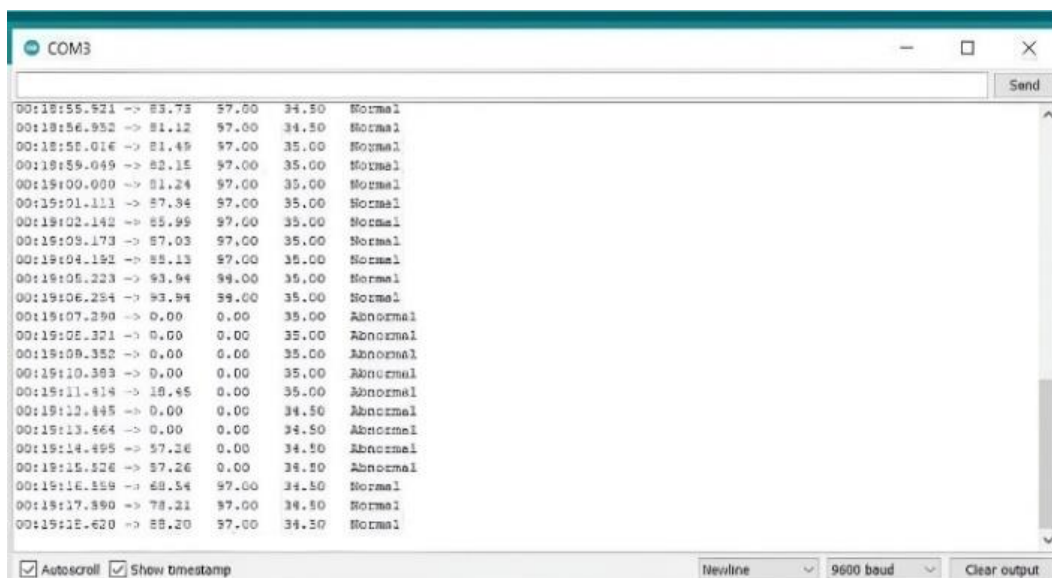 COM3
Send
00:18:55.921 -> 83.73 97.00 34.50 Normal
00:18:56.952 -> 81.12 97.00 34.50 Normal
00:18:58.016 -> 81.49 97.00 35.00 Normal
00:18:59.049 -> 82.15 97.00 35.00 Normal
00:19:00.080 -> 81.24 97.00 35.00 Normal
00:19:01.111 -> 87.34 97.00 35.00 Normal
00:19:02.142 -> 85.99 97.00 35.00 Normal
00:19:03.173 -> 87.03 97.00 35.00 Normal
00:19:04.192 -> 85.13 97.00 35.00 Normal
00:19:05.223 -> 93.94 99.00 35.00 Normal
00:19:06.254 -> 93.94 99.00 35.00 Normal
00:19:07.290 -> 0.00 0.00 35.00 Abnormal
00:19:08.321 -> 0.00 0.00 35.00 Abnormal
00:19:09.352 -> 0.00 0.00 35.00 Abnormal
00:19:10.383 -> 0.00 0.00 35.00 Abnormal
00:19:11.414 -> 18.45 0.00 35.00 Abnormal
00:19:12.445 -> 0.00 0.00 34.50 Abnormal
00:19:13.464 -> 0.00 0.00 34.50 Abnormal
00:19:14.495 -> 57.26 0.00 34.50 Abnormal
00:19:15.526 -> 57.26 0.00 34.50 Abnormal
00:19:16.559 -> 68.54 97.00 34.50 Normal
00:19:17.590 -> 78.21 97.00 34.50 Normal
00:19:18.620 -> 88.20 97.00 34.50 Normal
Autoscroll Show timestamp Newline 9600 baud Clear output